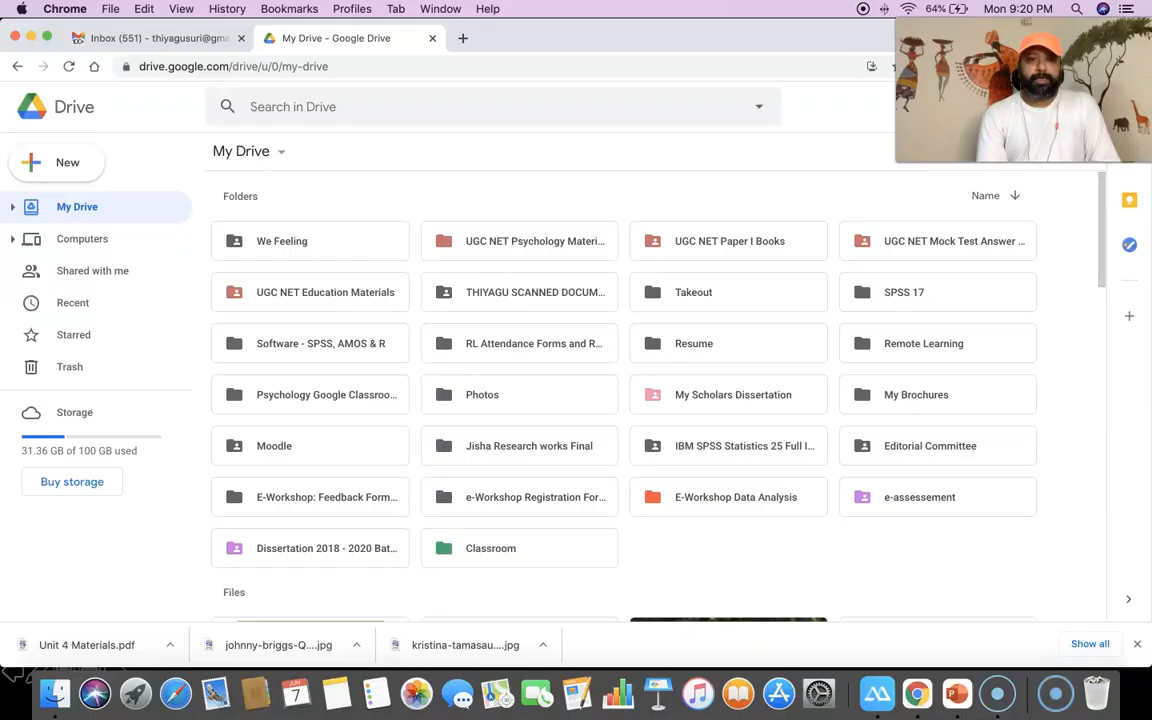 Chrome File Edit View History Bookmarks Profiles Tab Window Help 64% Mon 9:20 PM
Inbox (551) - thiyagusuri@gma
My Drive - Google Drive
drive.google.com/drive/u/0/my-drive
Drive
Search in Drive
New
My Drive
Computers
Shared with me
Recent
Starred
Trash
Storage
31.36 GB of 100 GB used
Buy storage
My Drive
Folders Name
We Feeling UGC NET Psychology Materi... UGC NET Paper I Books UGC NET Mock Test Answer ...
UGC NET Education Materials THIYAGU SCANNED DOCUM... Takeout SPSS 17
Software - SPSS, AMOS & R RL Attendance Forms and R... Resume Remote Learning
Psychology Google Classroo... Photos My Scholars Dissertation My Brochures
Moodle Jisha Research works Final IBM SPSS Statistics 25 Full I... Editorial Committee
E-Workshop: Feedback Form... e-Workshop Registration For... E-Workshop Data Analysis e-assessement
Dissertation 2018 - 2020 Bat... Classroom
Files
Unit 4 Materials.pdf johnny-briggs-Q....jpg kristina-tamasau....jpg Show all
JUN
7